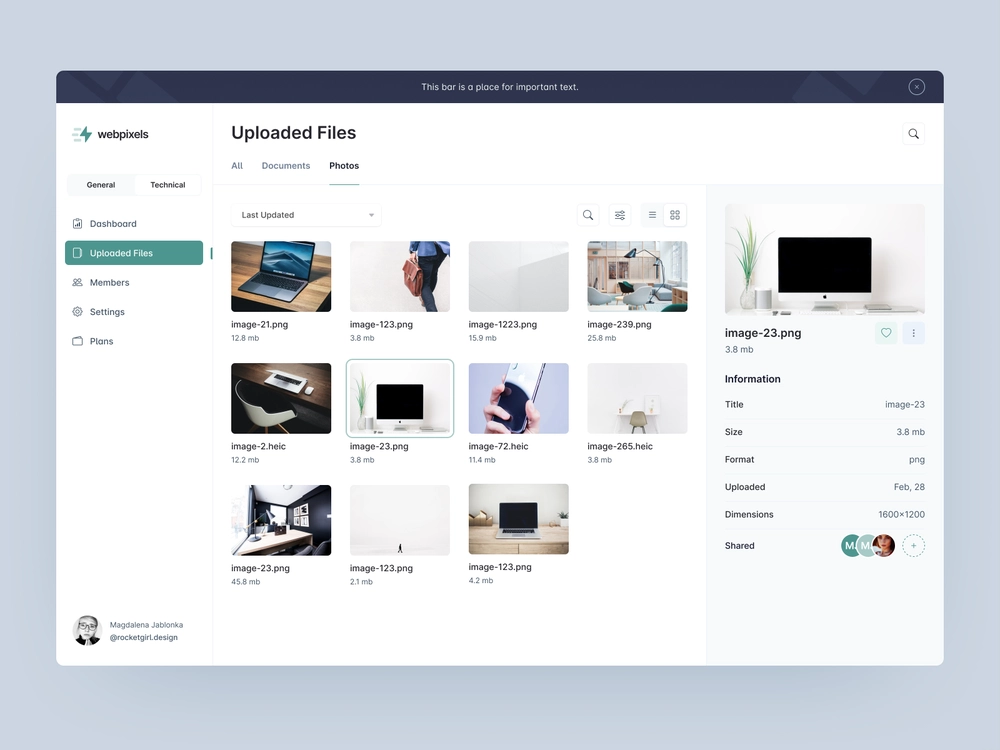 This bar is a place for important text.
webpixels
General
Technical
Dashboard
Uploaded Files
Members
Settings
Plans
Magdalena Jablonka
@rocketgirl.design
Uploaded Files
All
Documents
Photos
Last Updated
image-21.png
12.8 mb
image-123.png
3.8 mb
image-1223.png
15.9 mb
image-239.png
25.8 mb
image-2.heic
12.2 mb
image-23.png
3.8 mb
image-72.heic
11.4 mb
image-265.heic
3.8 mb
image-23.png
45.8 mb
image-123.png
2.1 mb
image-123.png
4.2 mb
image-23.png
3.8 mb
Information
Title image-23
Size 3.8 mb
Format png
Uploaded Feb, 28
Dimensions 1600×1200
Shared